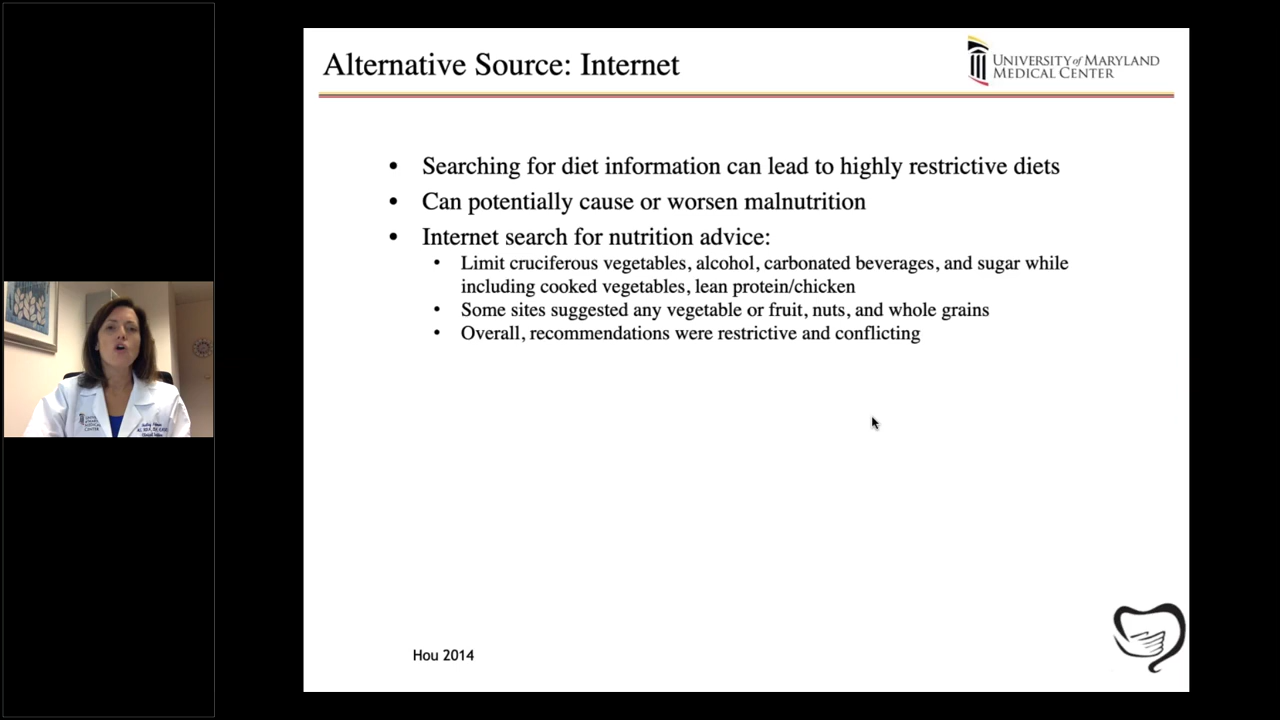 Alternative Source: Internet
UNIVERSITY of MARYLAND
MEDICAL CENTER
• Searching for diet information can lead to highly restrictive diets
• Can potentially cause or worsen malnutrition
• Internet search for nutrition advice:
• Limit cruciferous vegetables, alcohol, carbonated beverages, and sugar while
including cooked vegetables, lean protein/chicken
• Some sites suggested any vegetable or fruit, nuts, and whole grains
• Overall, recommendations were restrictive and conflicting
Hou 2014